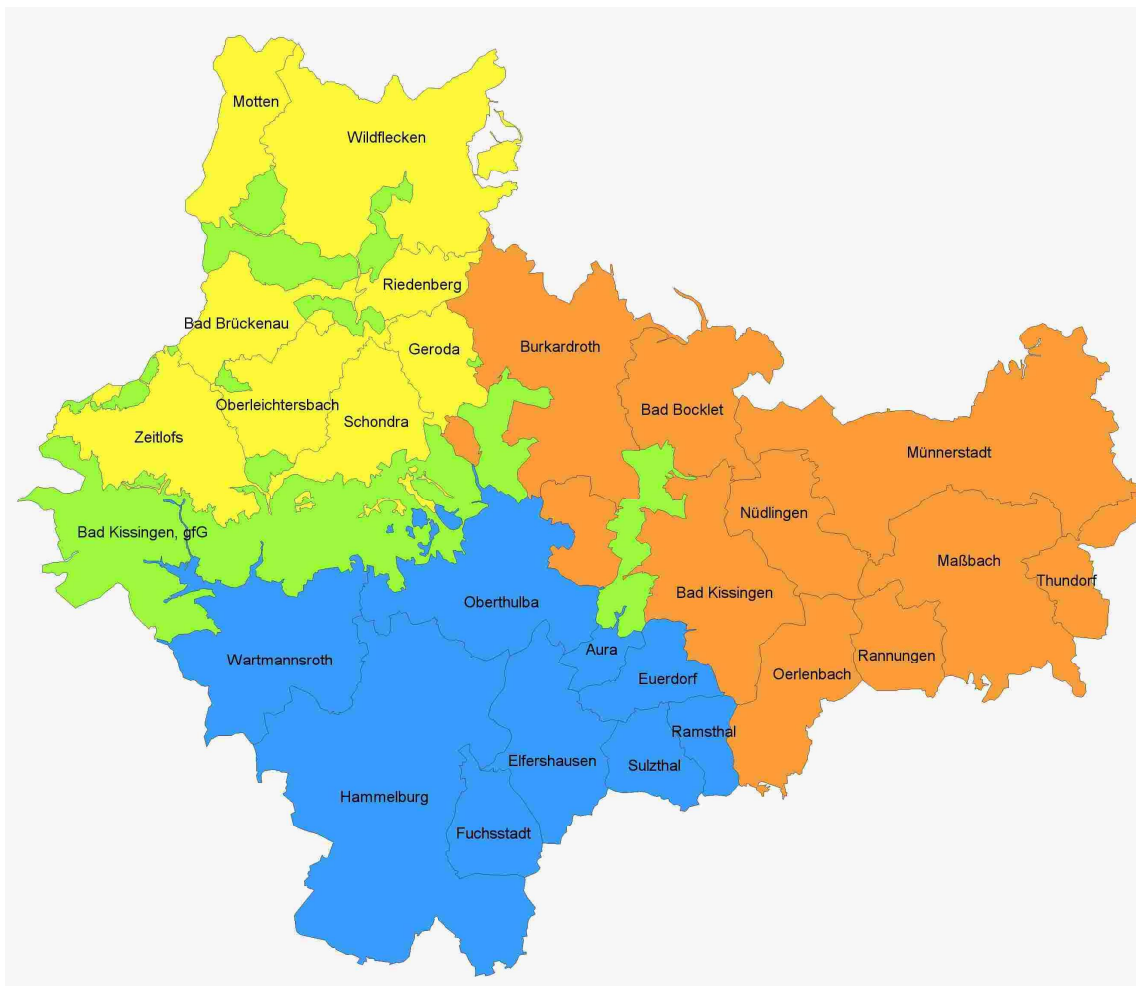 Motten
Wildflecken
Riedenberg
Bad Brückenau
Geroda
Burkardroth
Oberleichtersbach
Bad Bocklet
Schondra
Zeitlofs
Münnerstadt
Nüdlingen
Bad Kissingen, gfG
Maßbach
Thundorf
Bad Kissingen
Oberthulba
Aura
Wartmannsroth
Rannungen
Oerlenbach
Euerdorf
Ramsthal
Elfershausen
Sulzthal
Hammelburg
Fuchsstadt